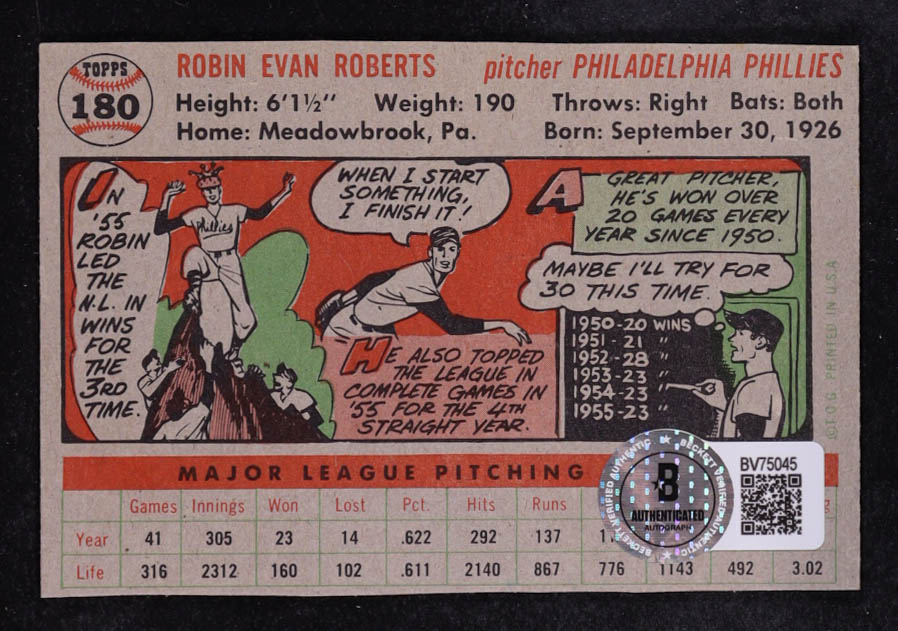 TOPPS
180
ROBIN EVAN ROBERTS pitcher PHILADELPHIA PHILLIES
Height: 6'1½" Weight: 190 Throws: Right Bats: Both
Home: Meadowbrook, Pa. Born: September 30, 1926
IN
'55
ROBIN
LED
THE
N.L. IN
WINS
FOR
THE
3RD
TIME.
Phillies
WHEN I START
SOMETHING,
I FINISH IT!
HE ALSO TOPPED
THE LEAGUE IN
COMPLETE GAMES IN
'55 FOR THE 4TH
STRAIGHT YEAR.
A GREAT PITCHER,
HE'S WON OVER
20 GAMES EVERY
YEAR SINCE 1950.
MAYBE I'LL TRY FOR
30 THIS TIME.
1950-20 WINS
1951-21 "
1952-28 "
1953-23 "
1954-23 "
1955-23 "
©T.C.G. PRINTED IN U.S.A.
MAJOR LEAGUE PITCHING
Games Innings Won Lost Pct. Hits Runs
Year 41 305 23 14 .622 292 137
Life 316 2312 160 102 .611 2140 867 776 1143 492 3.02
BECKETT VERIFIED AUTHENTIC
BECKETT VERIFIED AUTHENTIC
B
AUTHENTICATED
AUTOGRAPH
BV75045